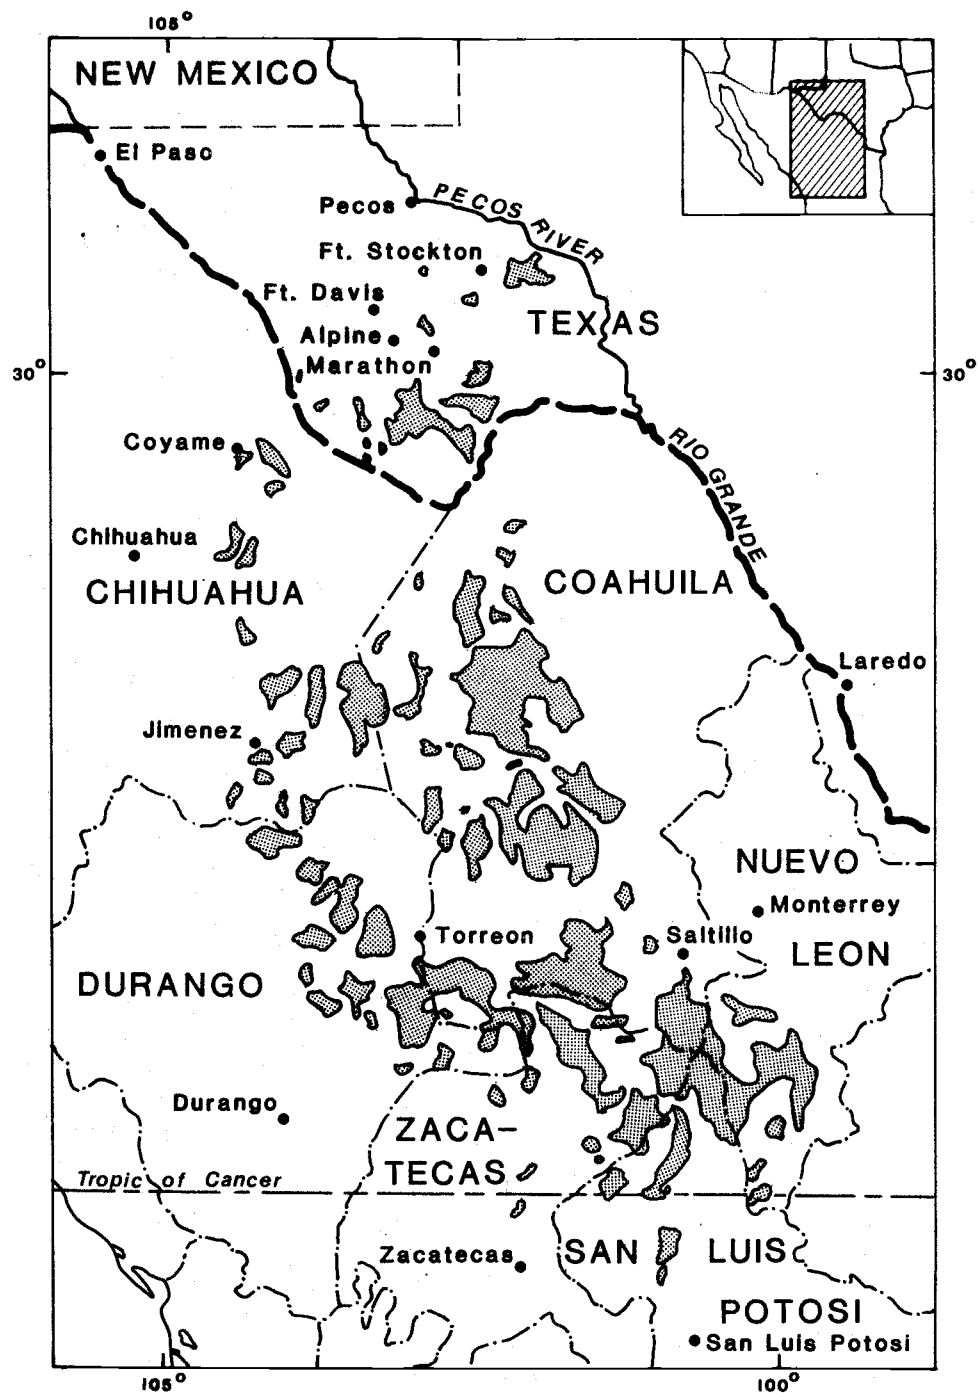 105°
NEW MEXICO
El Paso
Pecos
PECOS RIVER
Ft. Stockton
Ft. Davis
TEXAS
Alpine
Marathon
30°
30°
Coyame
RIO GRANDE
Chihuahua
CHIHUAHUA
COAHUILA
Laredo
Jimenez
NUEVO
Monterrey
Torreon
Saltillo
LEON
DURANGO
Durango
ZACA-
TECAS
Tropic of Cancer
Zacatecas
SAN LUIS
POTOSI
San Luis Potosi
105°
100°